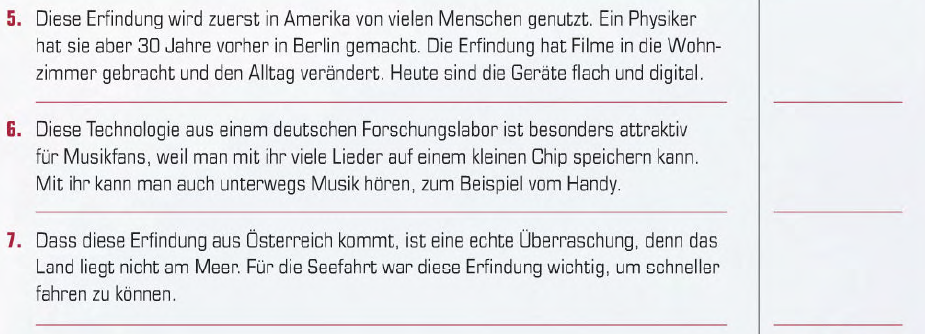 5. Diese Erfindung wird zuerst in Amerika von vielen Menschen genutzt. Ein Physiker
hat sie aber 30 Jahre vorher in Berlin gemacht. Die Erfindung hat Filme in die Wohn-
zimmer gebracht und den Alltag verändert. Heute sind die Geräte flach und digital.
6. Diese Technologie aus einem deutschen Forschungslabor ist besonders attraktiv
für Musikfans, weil man mit ihr viele Lieder auf einem kleinen Chip speichern kann.
Mit ihr kann man auch unterwegs Musik hören, zum Beispiel vom Handy.
7. Dass diese Erfindung aus Österreich kommt, ist eine echte Überraschung, denn das
Land liegt nicht am Meer. Für die Seefahrt war diese Erfindung wichtig, um schneller
fahren zu können.